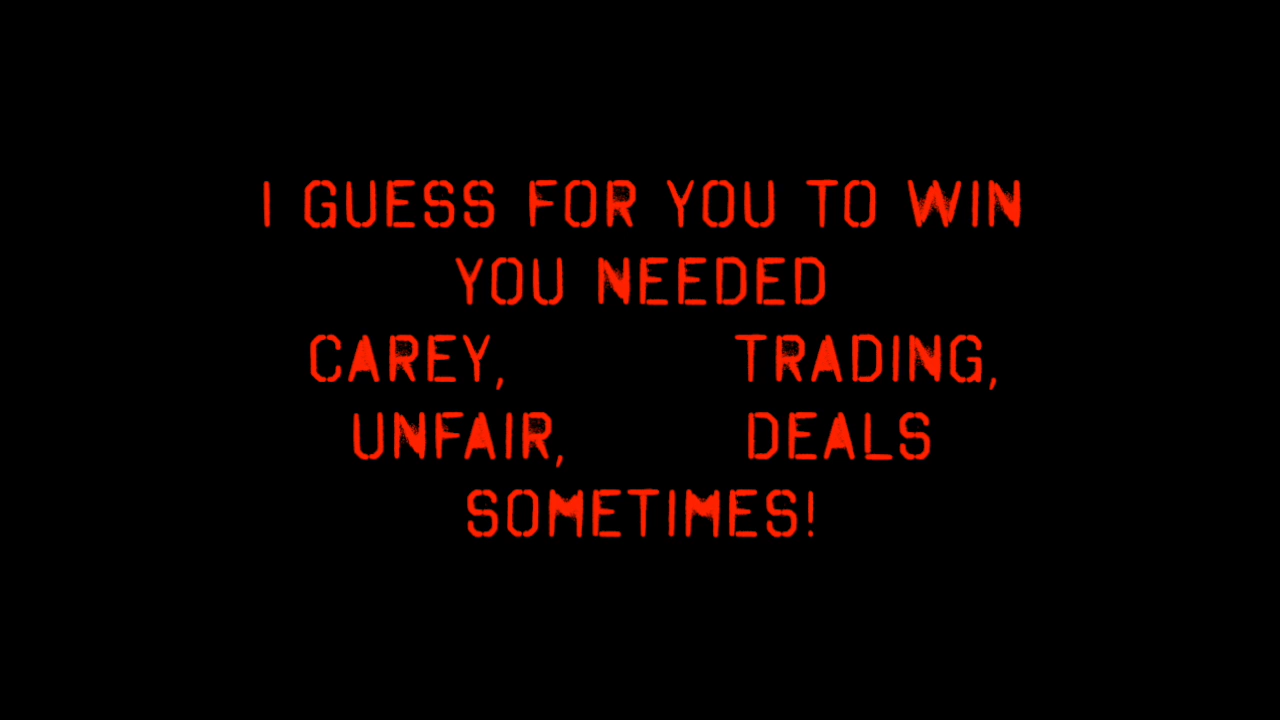 I GUESS FOR YOU TO WIN
YOU NEEDED
CAREY, TRADING,
UNFAIR, DEALS
SOMETIMES!